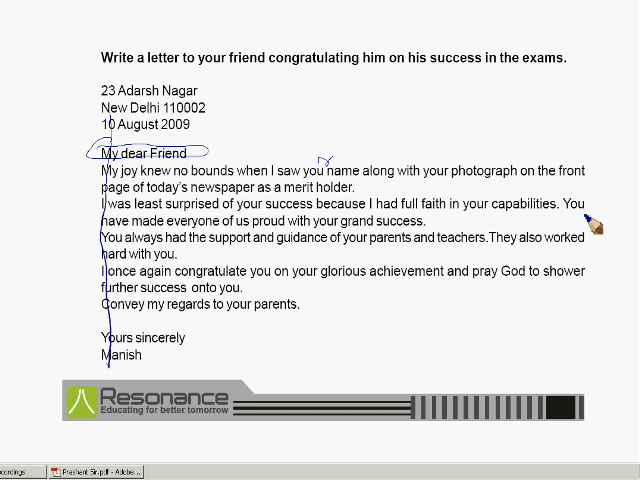 Write a letter to your friend congratulating him on his success in the exams.
23 Adarsh Nagar
New Delhi 110002
10 August 2009
My dear Friend
r
My joy knew no bounds when I saw you name along with your photograph on the front
page of today's newspaper as a merit holder.
I was least surprised of your success because I had full faith in your capabilities. You
have made everyone of us proud with your grand success.
You always had the support and guidance of your parents and teachers.They also worked
hard with you.
I once again congratulate you on your glorious achievement and pray God to shower
further success onto you.
Convey my regards to your parents.
Yours sincerely
Manish
Resonance
Educating for better tomorrow
cordings
Prashant Sir.pdf - Adobe...